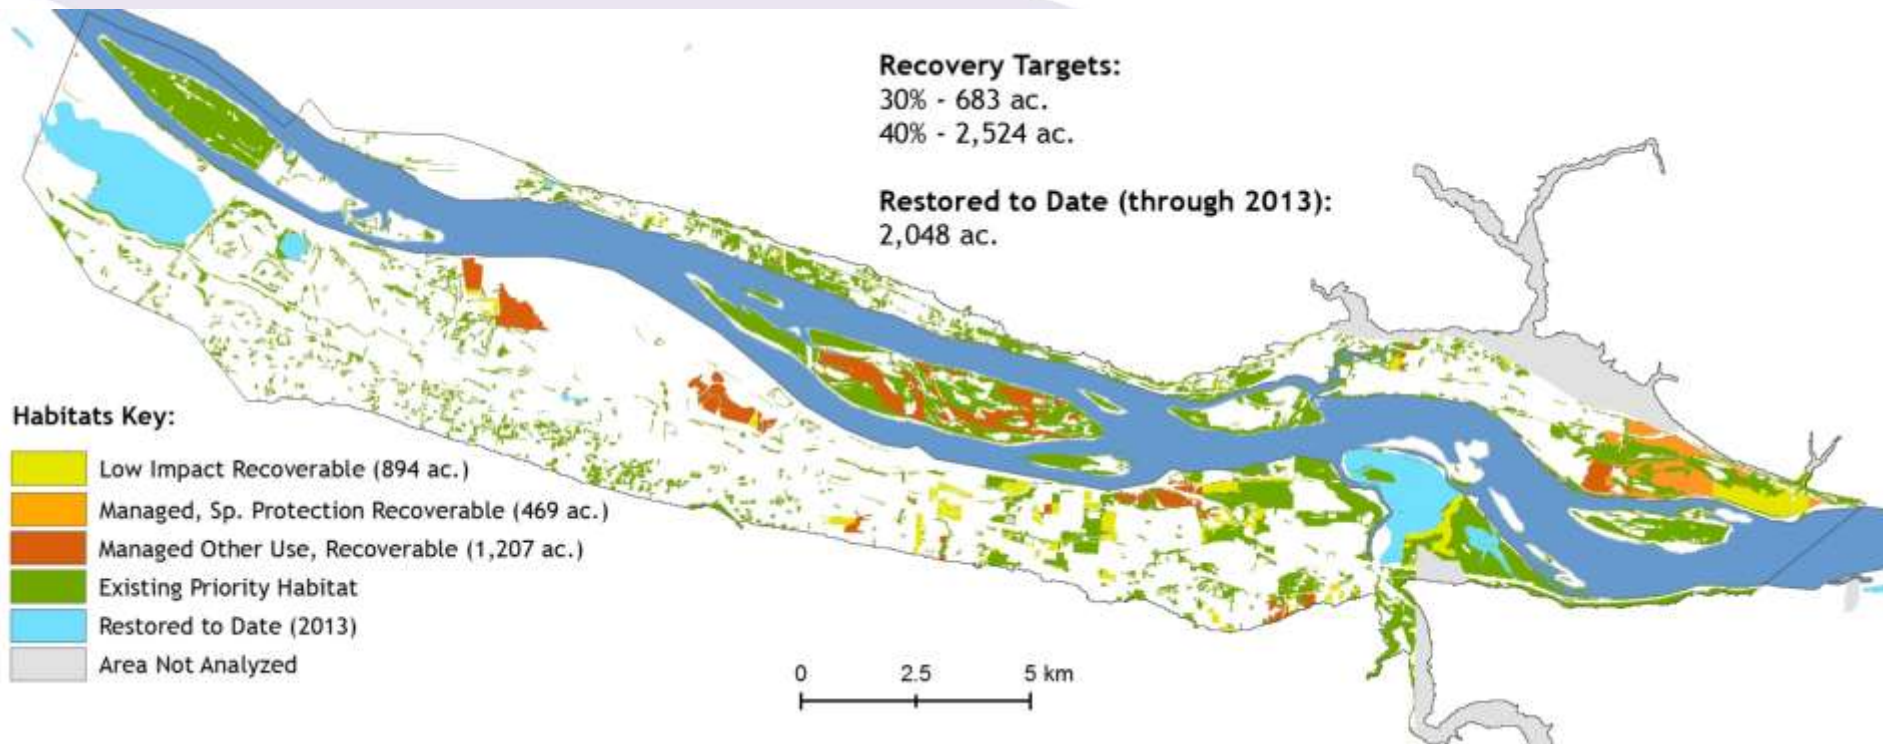 Recovery Targets:
30% - 683 ac.
40% - 2,524 ac.
Restored to Date (through 2013):
2,048 ac.
Habitats Key:
Low Impact Recoverable (894 ac.)
Managed, Sp. Protection Recoverable (469 ac.)
Managed Other Use, Recoverable (1,207 ac.)
Existing Priority Habitat
Restored to Date (2013)
Area Not Analyzed
0 2.5 5 km